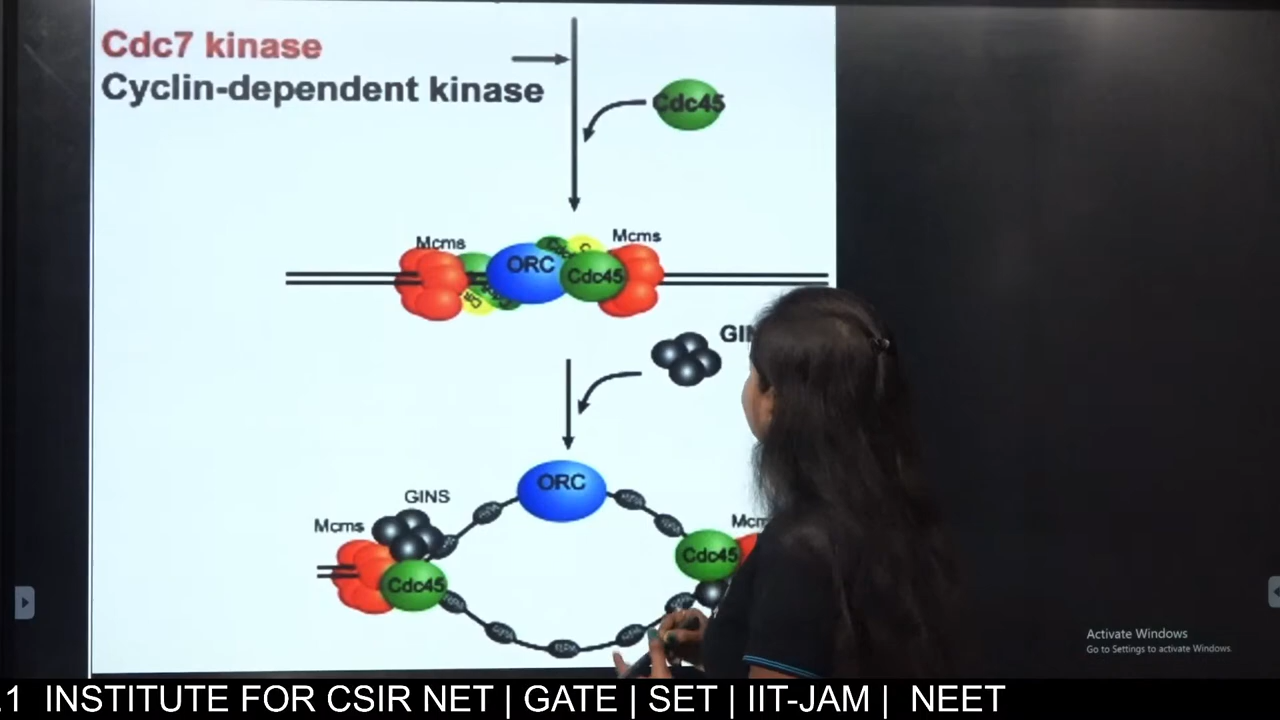 Cdc7 kinase
Cyclin-dependent kinase
Cdc45
Mcms
Mcms
ORC
Cdc45
GIN
ORC
GINS
Mcms
Mcm
Cdc45
Cdc45
Activate Windows
Go to Settings to activate Windows.
.1 INSTITUTE FOR CSIR NET | GATE | SET | IIT-JAM | NEET